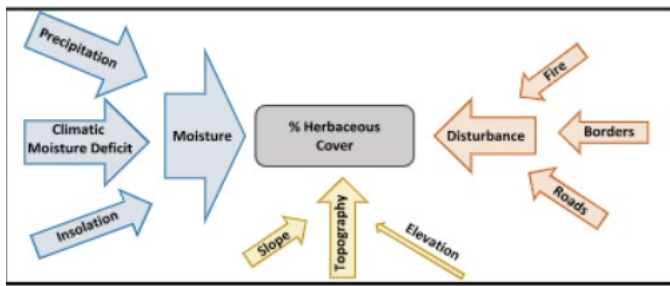 Precipitation
Climatic
Moisture Deficit
Insolation
Moisture
% Herbaceous
Cover
Slope
Topography
Elevation
Disturbance
Fire
Borders
Roads